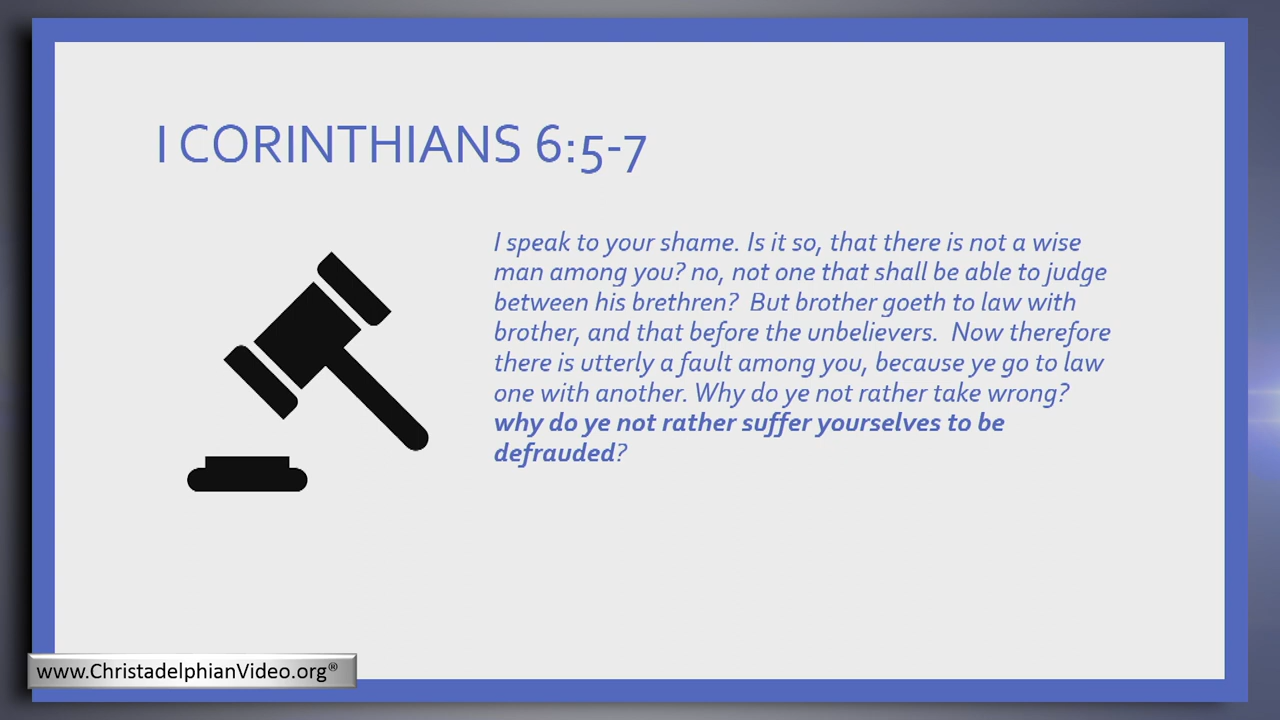 I CORINTHIANS 6:5-7
I speak to your shame. Is it so, that there is not a wise
man among you? no, not one that shall be able to judge
between his brethren?  But brother goeth to law with
brother, and that before the unbelievers.  Now therefore
there is utterly a fault among you, because ye go to law
one with another. Why do ye not rather take wrong?
why do ye not rather suffer yourselves to be
defrauded?
www.ChristadelphianVideo.org®